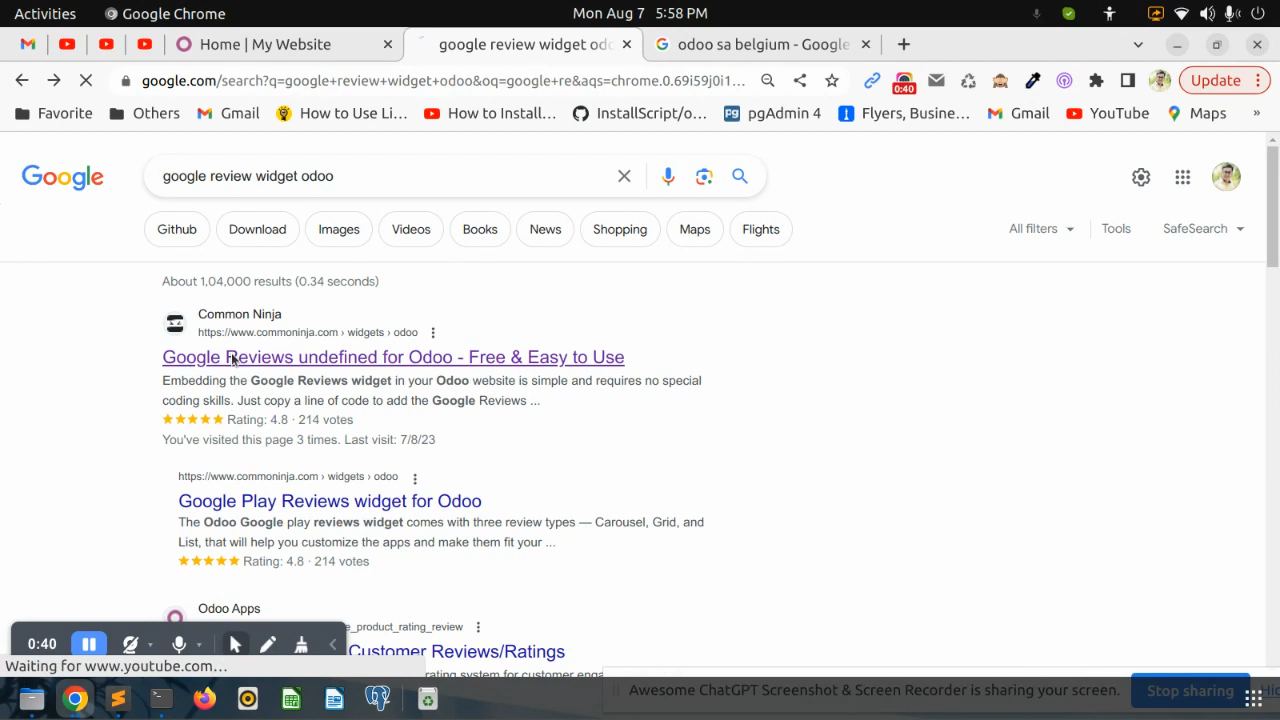 Activities
Google Chrome
Mon Aug 7 5:58 PM
Home | My Website
google review widget odo
odoo sa belgium - Google
google.com/search?q=google+review+widget+odoo&oq=google+re&aqs=chrome.0.69i59j0i1...
0:40
Update
Favorite
Others
Gmail
How to Use Li...
How to Install...
InstallScript/o...
pgAdmin 4
Flyers, Busine...
Gmail
YouTube
Maps
»
Google
google review widget odoo
Github
Download
Images
Videos
Books
News
Shopping
Maps
Flights
All filters
Tools
SafeSearch
About 1,04,000 results (0.34 seconds)
Common Ninja
https://www.commoninja.com › widgets › odoo
Google Reviews undefined for Odoo - Free & Easy to Use
Embedding the Google Reviews widget in your Odoo website is simple and requires no special
coding skills. Just copy a line of code to add the Google Reviews ...
Rating: 4.8 · 214 votes
You've visited this page 3 times. Last visit: 7/8/23
https://www.commoninja.com › widgets › odoo
Google Play Reviews widget for Odoo
The Odoo Google play reviews widget comes with three review types — Carousel, Grid, and
List, that will help you customize the apps and make them fit your ...
Rating: 4.8 · 214 votes
Odoo Apps
e_product_rating_review
Customer Reviews/Ratings
rating system for customer enga
0:40
Waiting for www.youtube.com...
Awesome ChatGPT Screenshot & Screen Recorder is sharing your screen.
Stop sharing